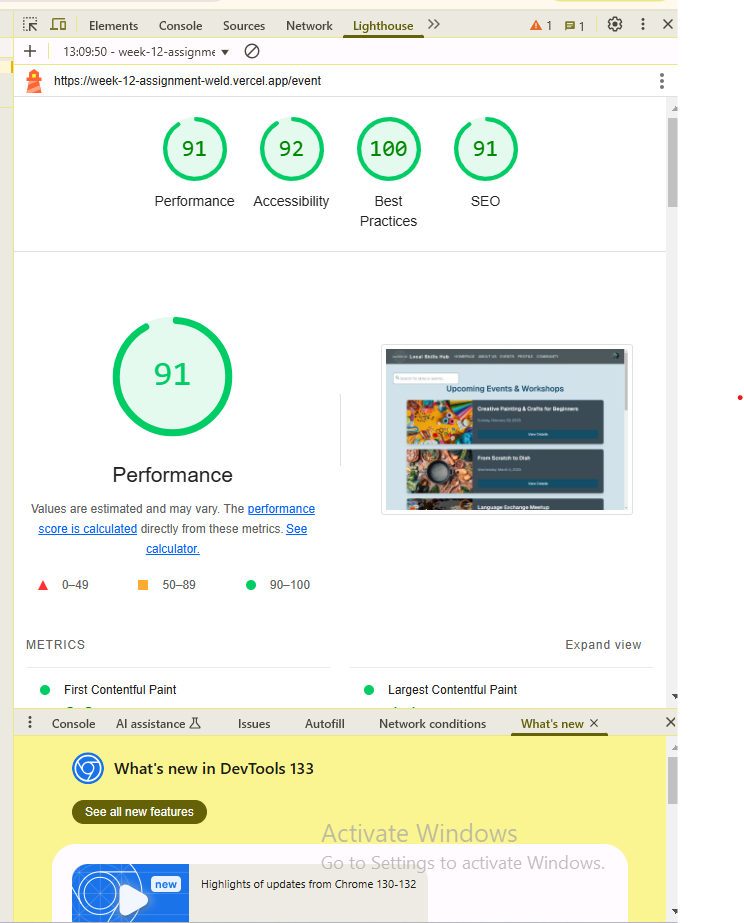 Elements Console Sources Network Lighthouse 1 1
13:09:50 - week-12-assignme
https://week-12-assignment-weld.vercel.app/event
91 92 100 91
Performance Accessibility Best Practices SEO
91
Performance
Values are estimated and may vary. The performance
score is calculated directly from these metrics. See
calculator.
0–49 50–89 90–100
Local Skills Hub HOMEPAGE ABOUT US EVENTS PROFILE COMMUNITY
Upcoming Events & Workshops
Creative Painting & Crafts for Beginners
View Details
From Scratch to Dish
View Details
Language Exchange Meetup
METRICS Expand view
First Contentful Paint Largest Contentful Paint
Console AI assistance Issues Autofill Network conditions What's new
What's new in DevTools 133
See all new features
Activate Windows
Go to Settings to activate Windows.
new
Highlights of updates from Chrome 130-132